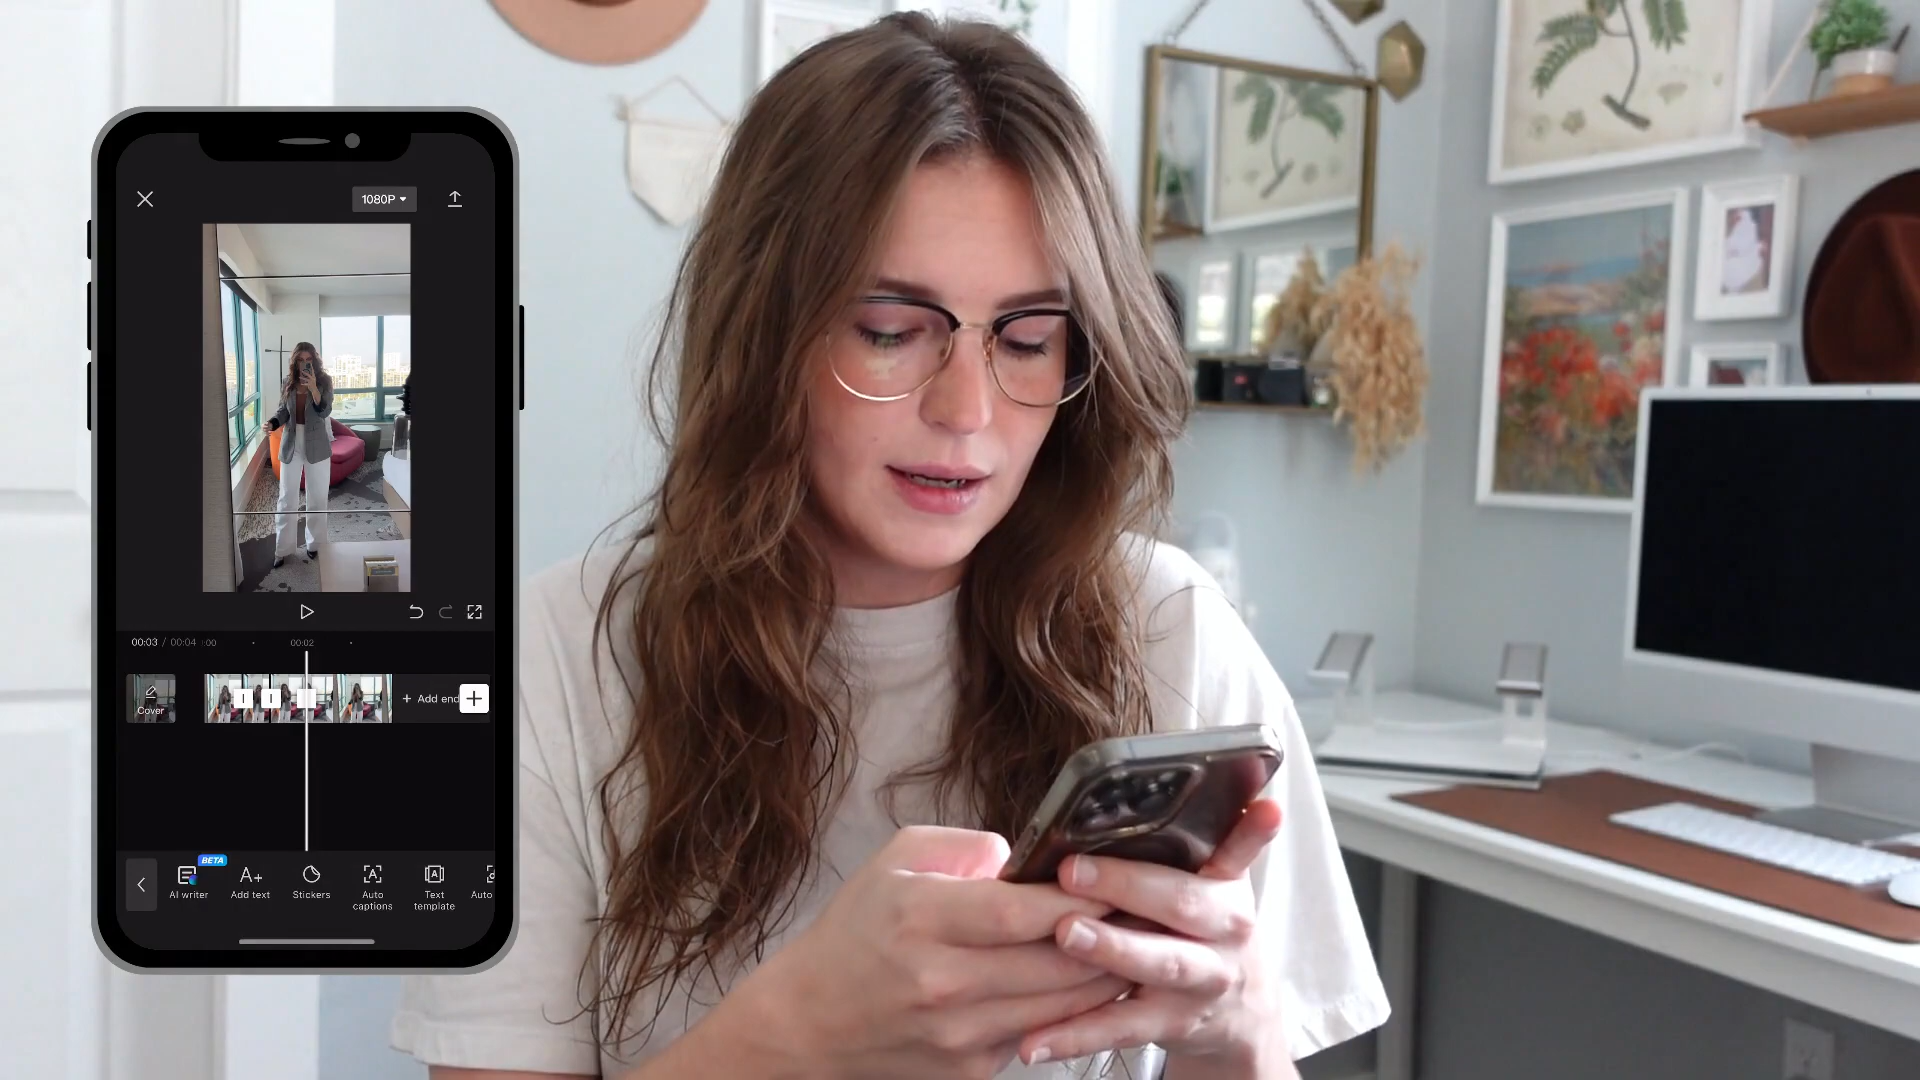 1080P
00:03 / 00:04
:00
00:02
Cover
+ Add end
BETA
AI writer
Add text
Stickers
Auto
captions
Text
template
Auto